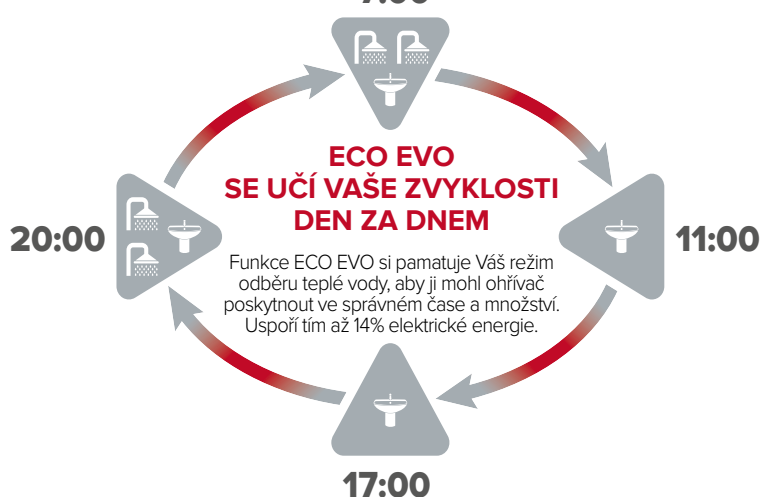 ECO EVO
SE UČÍ VAŠE ZVYKLOSTI
DEN ZA DNEM
20:00
11:00
Funkce ECO EVO si pamatuje Váš režim
odběru teplé vody, aby ji mohl ohřívač
poskytnout ve správném čase a množství.
Uspoří tím až 14% elektrické energie.
17:00